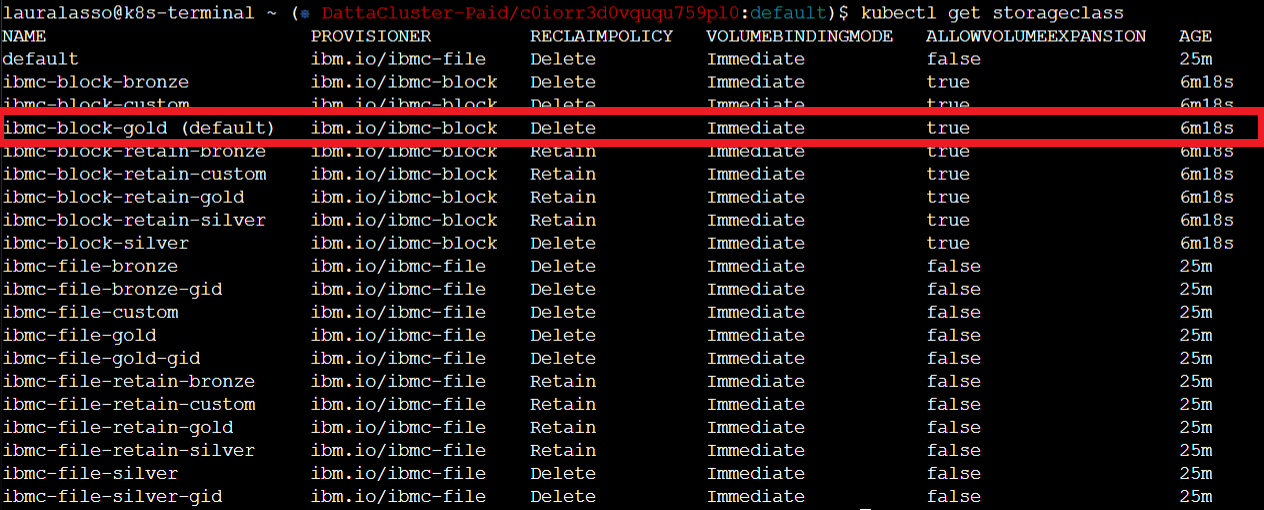 lauralasso@k8s-terminal ~ (⎈ DattaCluster-Paid/c0iorr3d0vququ759pl0:default)$ kubectl get storageclass
NAME PROVISIONER RECLAIMPOLICY VOLUMEBINDINGMODE ALLOWVOLUMEEXPANSION AGE
default ibm.io/ibmc-file Delete Immediate false 25m
ibmc-block-bronze ibm.io/ibmc-block Delete Immediate true 6m18s
ibmc-block-custom ibm.io/ibmc-block Delete Immediate true 6m18s
ibmc-block-gold (default) ibm.io/ibmc-block Delete Immediate true 6m18s
ibmc-block-retain-bronze ibm.io/ibmc-block Retain Immediate true 6m18s
ibmc-block-retain-custom ibm.io/ibmc-block Retain Immediate true 6m18s
ibmc-block-retain-gold ibm.io/ibmc-block Retain Immediate true 6m18s
ibmc-block-retain-silver ibm.io/ibmc-block Retain Immediate true 6m18s
ibmc-block-silver ibm.io/ibmc-block Delete Immediate true 6m18s
ibmc-file-bronze ibm.io/ibmc-file Delete Immediate false 25m
ibmc-file-bronze-gid ibm.io/ibmc-file Delete Immediate false 25m
ibmc-file-custom ibm.io/ibmc-file Delete Immediate false 25m
ibmc-file-gold ibm.io/ibmc-file Delete Immediate false 25m
ibmc-file-gold-gid ibm.io/ibmc-file Delete Immediate false 25m
ibmc-file-retain-bronze ibm.io/ibmc-file Retain Immediate false 25m
ibmc-file-retain-custom ibm.io/ibmc-file Retain Immediate false 25m
ibmc-file-retain-gold ibm.io/ibmc-file Retain Immediate false 25m
ibmc-file-retain-silver ibm.io/ibmc-file Retain Immediate false 25m
ibmc-file-silver ibm.io/ibmc-file Delete Immediate false 25m
ibmc-file-silver-gid ibm.io/ibmc-file Delete Immediate false 25m